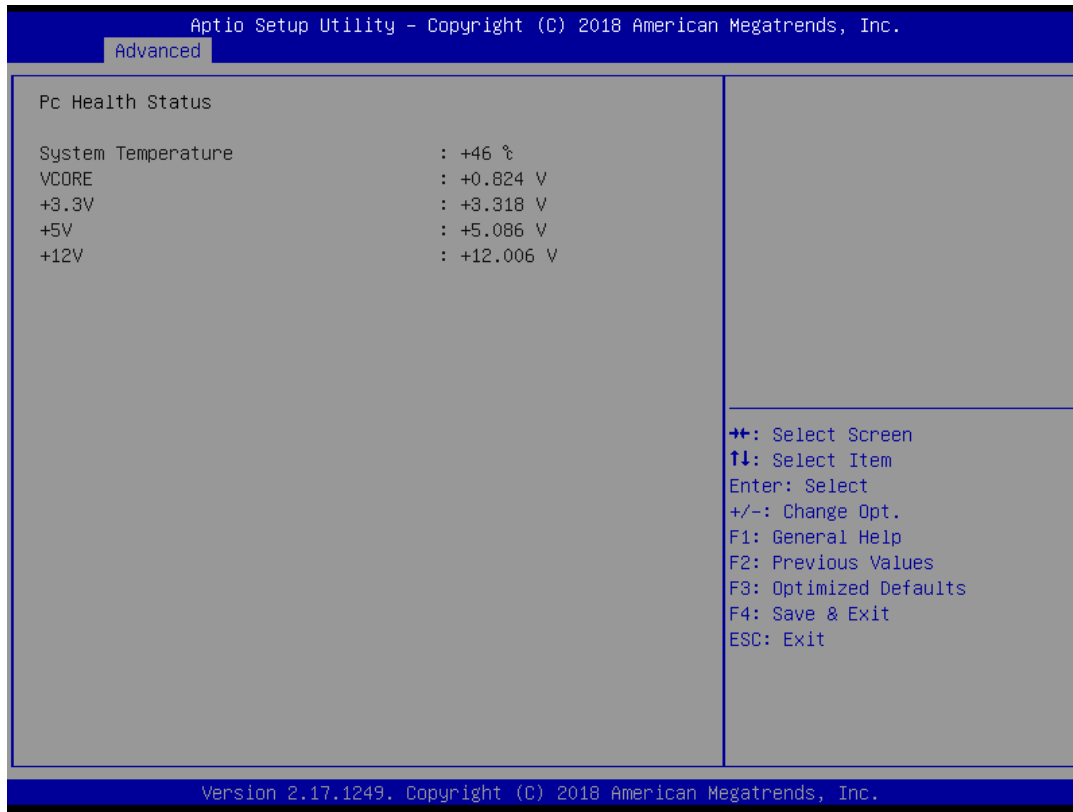 Aptio Setup Utility – Copyright (C) 2018 American Megatrends, Inc.
Advanced
Pc Health Status
System Temperature : +46 ℃
VCORE : +0.824 V
+3.3V : +3.318 V
+5V : +5.086 V
+12V : +12.006 V
→←: Select Screen
↑↓: Select Item
Enter: Select
+/-: Change Opt.
F1: General Help
F2: Previous Values
F3: Optimized Defaults
F4: Save & Exit
ESC: Exit
Version 2.17.1249. Copyright (C) 2018 American Megatrends, Inc.